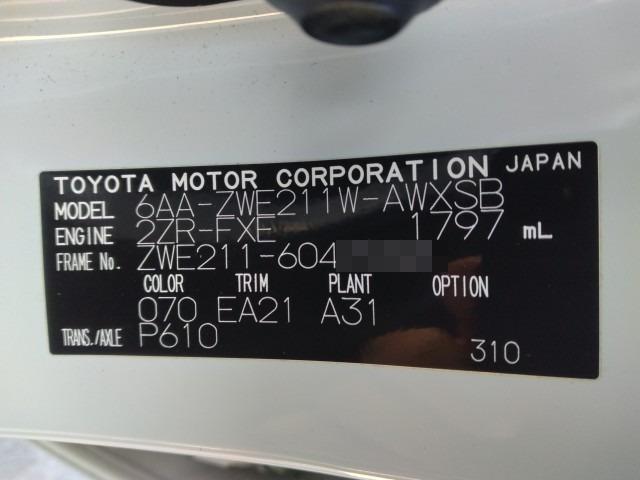 TOYOTA MOTOR CORPORATION JAPAN
MODEL 6AA-ZWE211W-AWXSB
ENGINE 2ZR-FXE 1797 mL
FRAME No. ZWE211-604
COLOR TRIM PLANT OPTION
070 EA21 A31
TRANS./AXLE P610
310